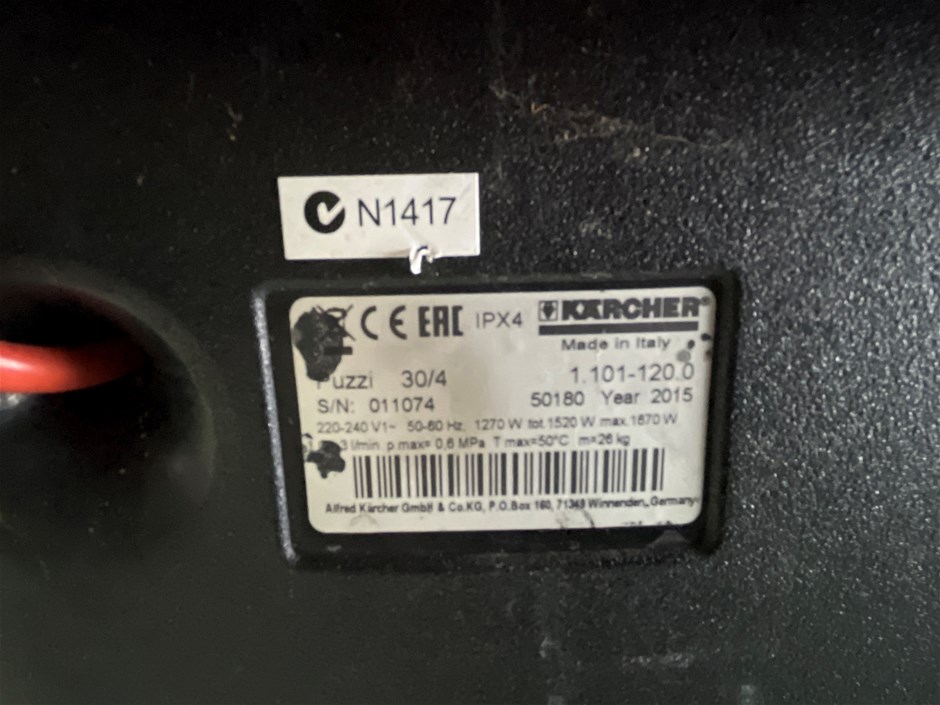 N1417
CE EAC IPX4 KÄRCHER®
Made in Italy
Puzzi 30/4 1.101-120.0
S/N: 011074 50180 Year 2015
220-240 V1~ 50-60 Hz, 1270 W tot.1520 W max.1670 W
l/min p max= 0,6 MPa T max=50°C m=26 kg
Alfred Kärcher GmbH & Co.KG, P.O.Box 160, 71349 Winnenden, Germany